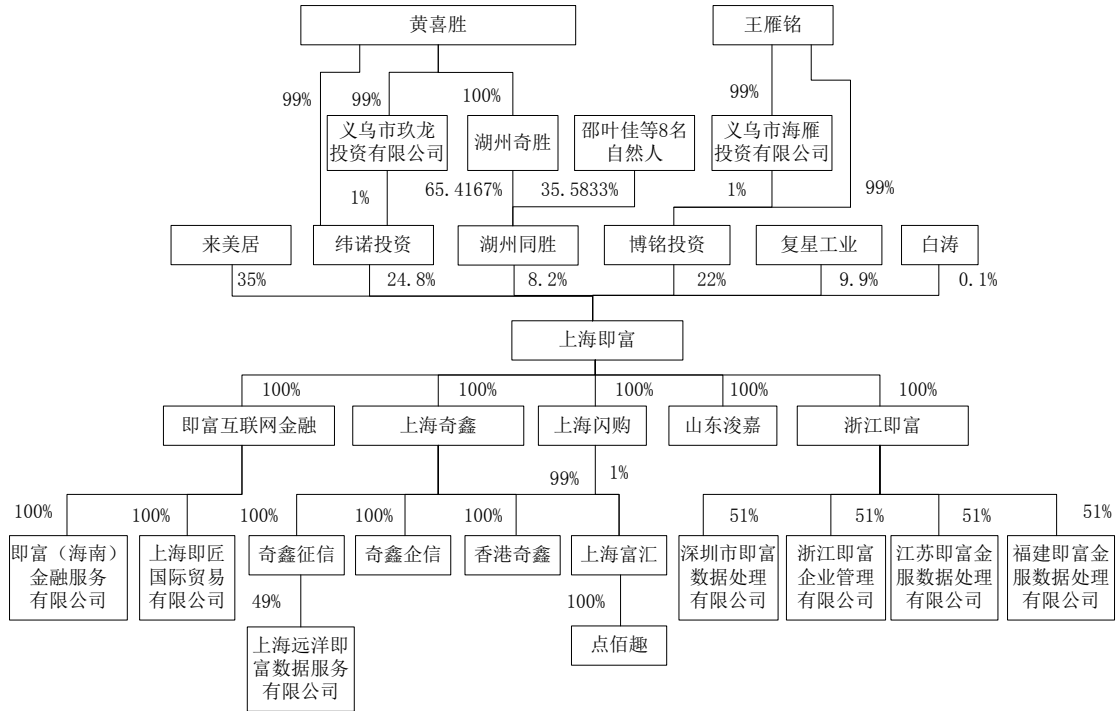 黄喜胜
王雁铭
99%
99%
100%
99%
99%
义乌市玖龙
投资有限公司
湖州奇胜
邵叶佳等8名
自然人
义乌市海雁
投资有限公司
1%
65.4167%
35.5833%
1%
来美居
纬诺投资
湖州同胜
博铭投资
复星工业
白涛
35%
24.8%
8.2%
22%
9.9%
0.1%
上海即富
100%
100%
100%
100%
100%
即富互联网金融
上海奇鑫
上海闪购
山东浚嘉
浙江即富
99%
1%
100%
100%
100%
100%
100%
51%
51%
51%
51%
即富（海南）
金融服务
有限公司
上海即匠
国际贸易
有限公司
奇鑫征信
奇鑫企信
香港奇鑫
上海富汇
深圳市即富
数据处理
有限公司
浙江即富
企业管理
有限公司
江苏即富金
服数据处理
有限公司
福建即富金
服数据处理
有限公司
49%
100%
上海远洋即
富数据服务
有限公司
点佰趣